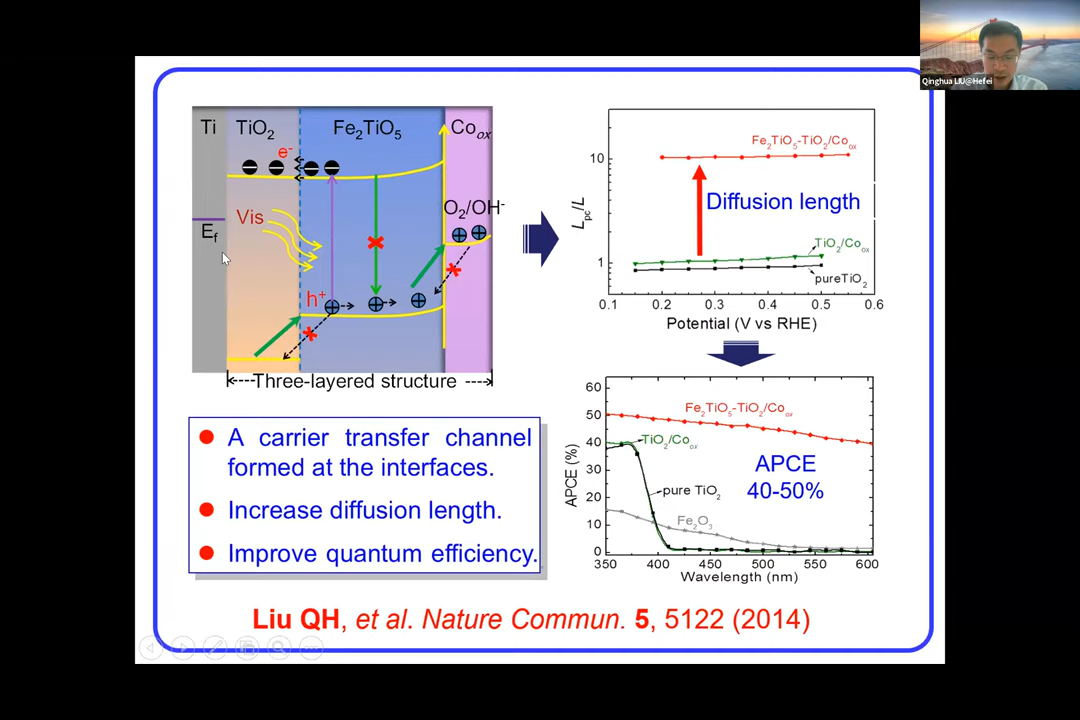 Qinghua LIU@Hefei
Ti TiO2 Fe2TiO5 Coox
e-
Vis
Ef
O2/OH-
h+
Three-layered structure
Lpc/L
10
1
Fe2TiO5-TiO2/Coox
Diffusion length
TiO2/Coox
pureTiO2
0.1 0.2 0.3 0.4 0.5 0.6
Potential (V vs RHE)
APCE (%)
60
50
40
30
20
10
0
Fe2TiO5-TiO2/Coox
TiO2/Coox
APCE
40-50%
pure TiO2
Fe2O3
350 400 450 500 550 600
Wavelength (nm)
A carrier transfer channel
formed at the interfaces.
Increase diffusion length.
Improve quantum efficiency.
Liu QH, et al. Nature Commun. 5, 5122 (2014)